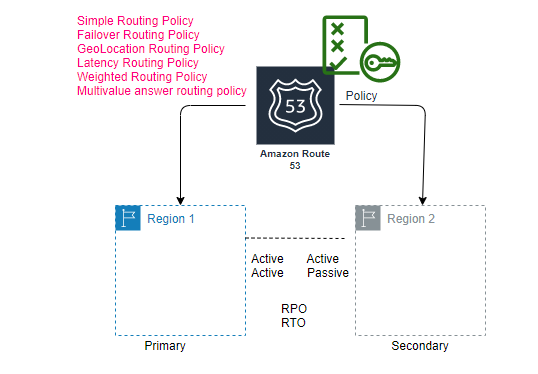 Simple Routing Policy
Failover Routing Policy
GeoLocation Routing Policy
Latency Routing Policy
Weighted Routing Policy
Multivalue answer routing policy
53
Policy
Amazon Route
53
Region 1
Region 2
Active Active
Active Passive
RPO
RTO
Primary
Secondary